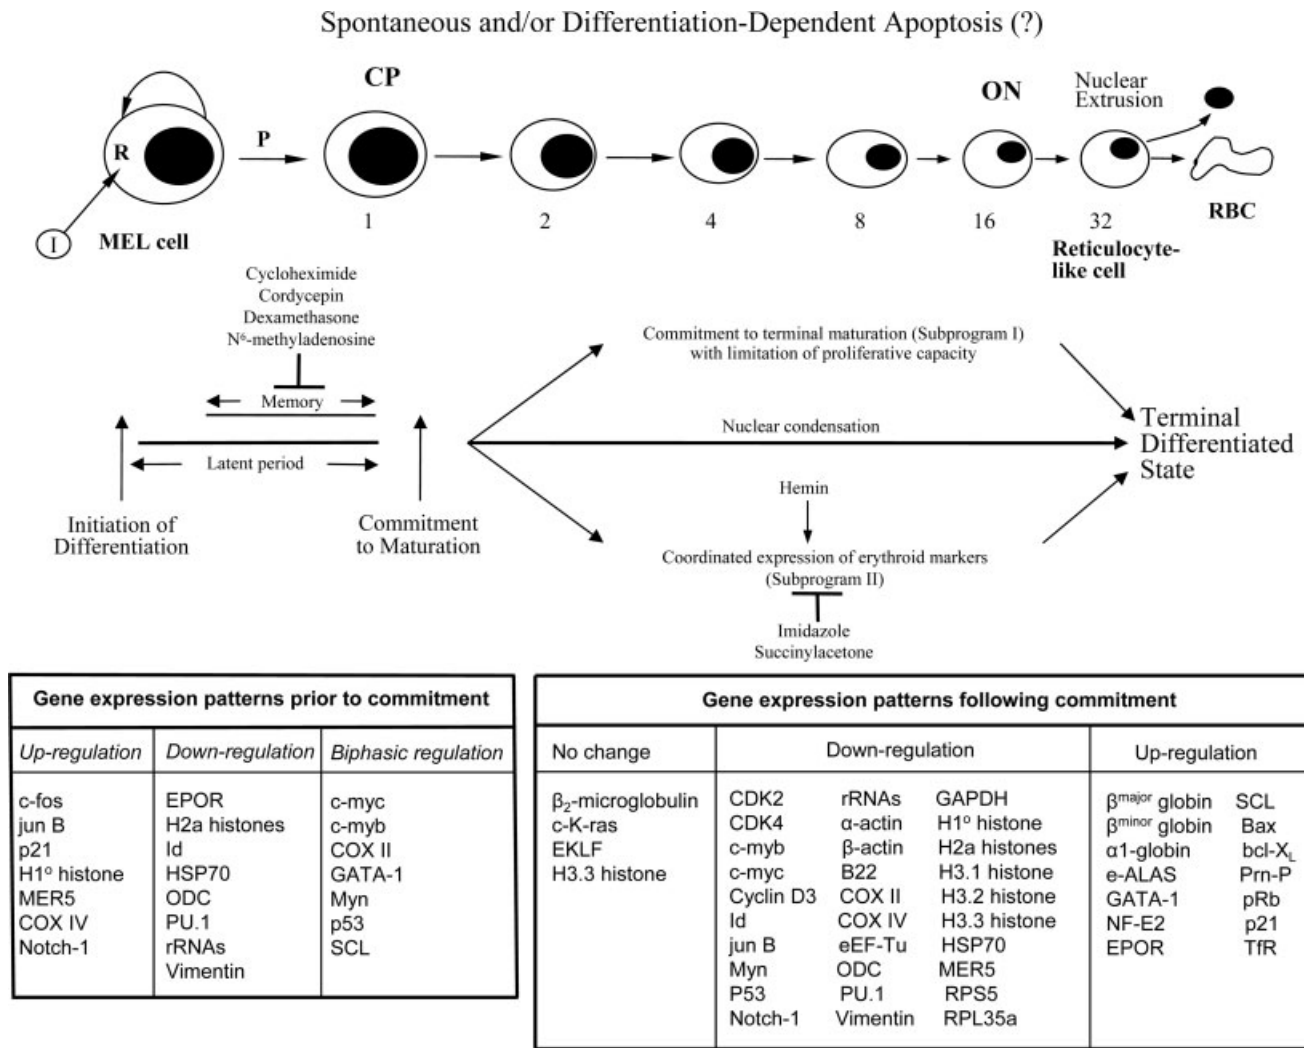 Spontaneous and/or Differentiation-Dependent Apoptosis (?)
CP
ON
Nuclear
Extrusion
R
P
I
MEL cell
1
2
4
8
16
32
RBC
Reticulocyte-
like cell
Cycloheximide
Cordycepin
Dexamethasone
N⁶-methyladenosine
Memory
Latent period
Initiation of
Differentiation
Commitment
to Maturation
Commitment to terminal maturation (Subprogram I)
with limitation of proliferative capacity
Nuclear condensation
Hemin
Coordinated expression of erythroid markers
(Subprogram II)
Imidazole
Succinylacetone
Terminal
Differentiated
State
Gene expression patterns prior to commitment
Up-regulation Down-regulation Biphasic regulation
c-fos EPOR c-myc
jun B H2a histones c-myb
p21 Id COX II
H1⁰ histone HSP70 GATA-1
MER5 ODC Myn
COX IV PU.1 p53
Notch-1 rRNAs SCL
Vimentin
Gene expression patterns following commitment
No change Down-regulation Up-regulation
β₂-microglobulin CDK2 rRNAs GAPDH βᵐᵃʲᵒʳ globin SCL
c-K-ras CDK4 α-actin H1⁰ histone βᵐⁱⁿᵒʳ globin Bax
EKLF c-myb β-actin H2a histones α1-globin bcl-X_L
H3.3 histone c-myc B22 H3.1 histone e-ALAS Prn-P
Cyclin D3 COX II H3.2 histone GATA-1 pRb
Id COX IV H3.3 histone NF-E2 p21
jun B eEF-Tu HSP70 EPOR TfR
Myn ODC MER5
P53 PU.1 RPS5
Notch-1 Vimentin RPL35a